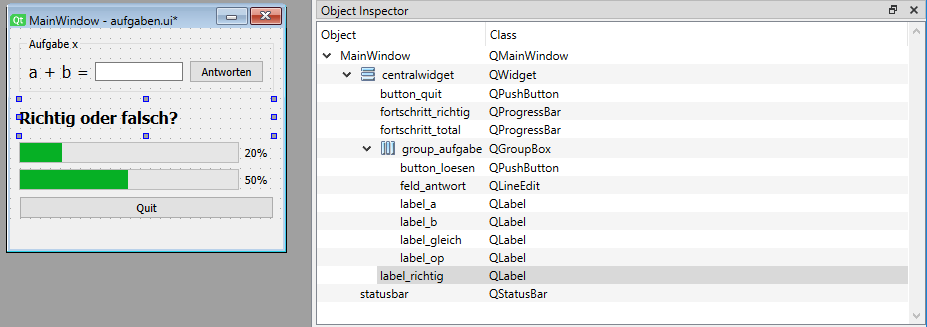 Qt MainWindow - aufgaben.ui*
Aufgabe x
a + b = Antworten
Richtig oder falsch?
20%
50%
Quit
Object Inspector
Object Class
MainWindow QMainWindow
centralwidget QWidget
button_quit QPushButton
fortschritt_richtig QProgressBar
fortschritt_total QProgressBar
group_aufgabe QGroupBox
button_loesen QPushButton
feld_antwort QLineEdit
label_a QLabel
label_b QLabel
label_gleich QLabel
label_op QLabel
label_richtig QLabel
statusbar QStatusBar